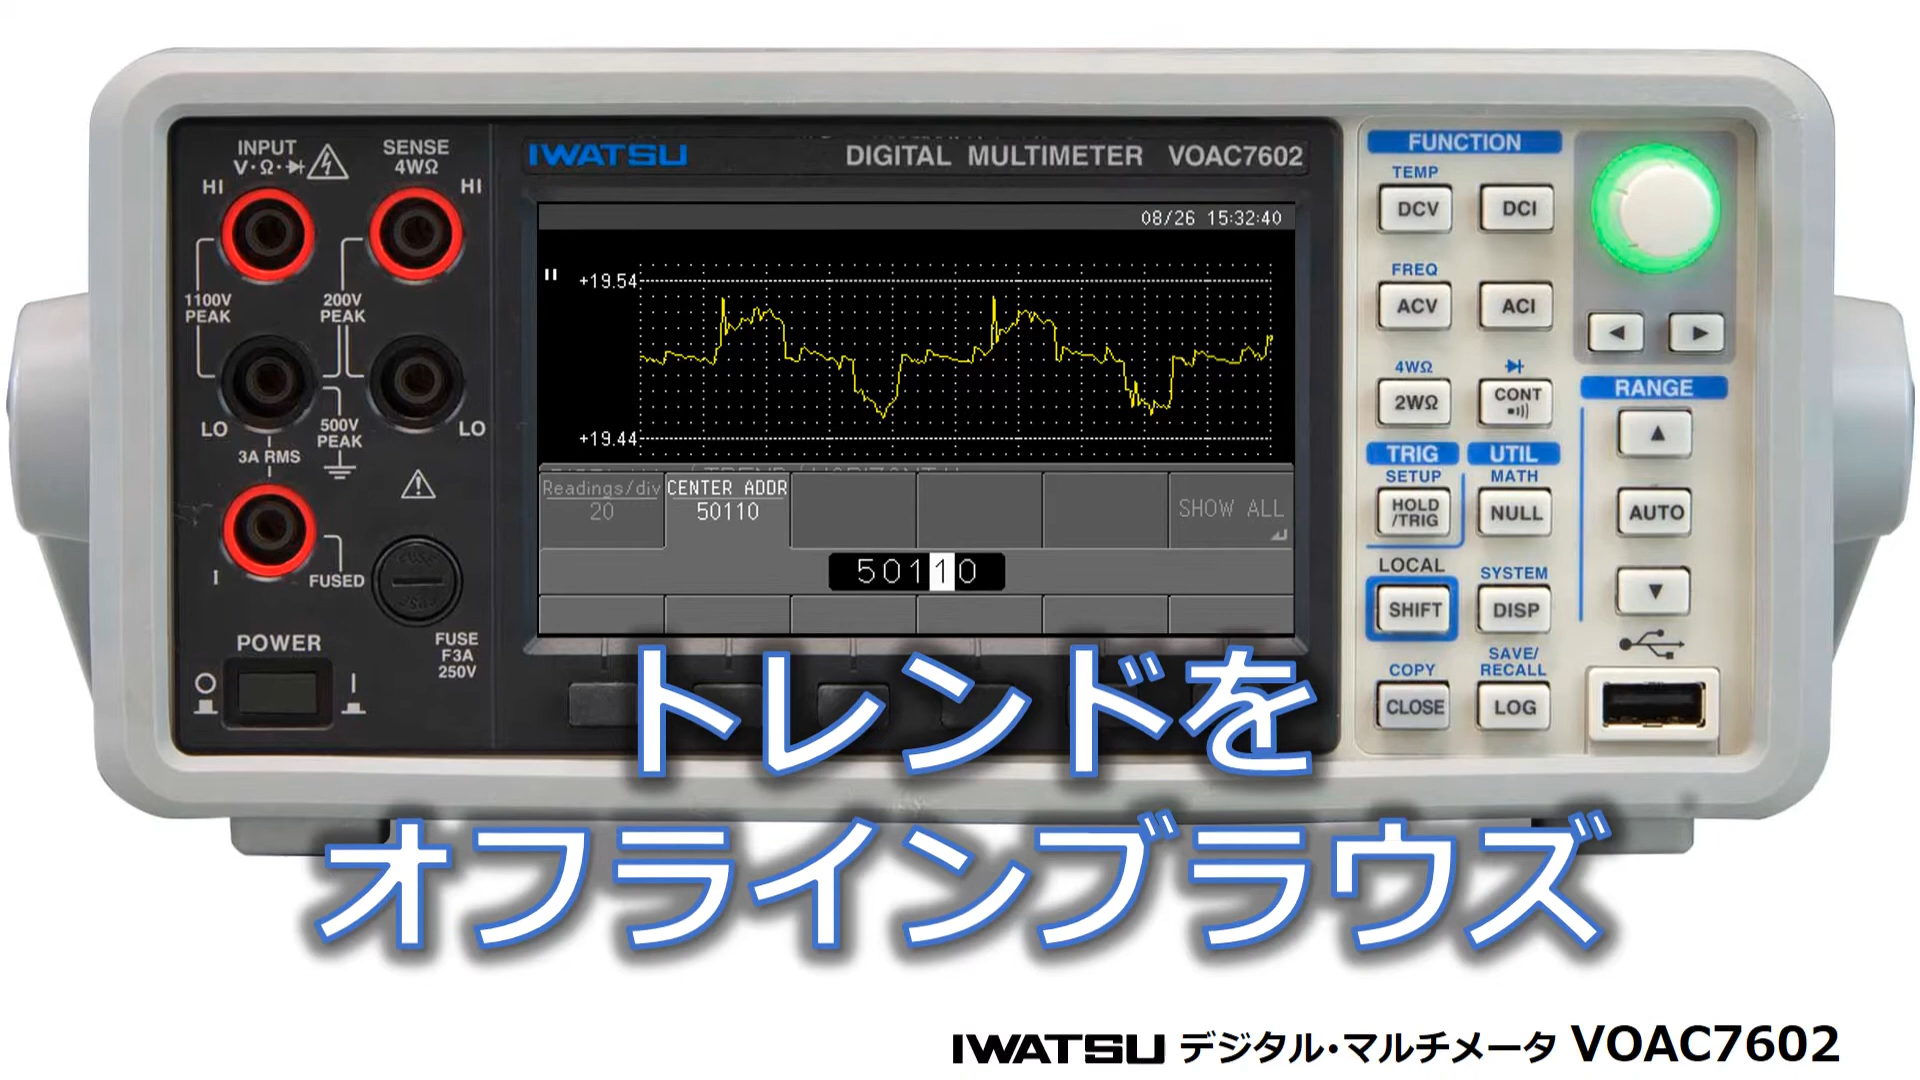 INPUT
V·Ω·
HI
SENSE
4WΩ
HI
1100V
PEAK
200V
PEAK
LO
500V
PEAK
LO
3A RMS
I
FUSED
POWER
FUSE
F3A
250V
IWATSU
DIGITAL MULTIMETER VOAC7602
08/26 15:32:40
+19.54
+19.44
Readings/div
20
CENTER ADDR
50110
SHOW ALL
50110
FUNCTION
TEMP
DCV
DCI
FREQ
ACV
ACI
4WΩ
2WΩ
CONT
TRIG
SETUP
HOLD
/TRIG
UTIL
MATH
NULL
LOCAL
SHIFT
SYSTEM
DISP
COPY
CLOSE
SAVE/
RECALL
LOG
RANGE
AUTO
トレンドを
オフラインブラウズ
IWATSU デジタル・マルチメータ VOAC7602